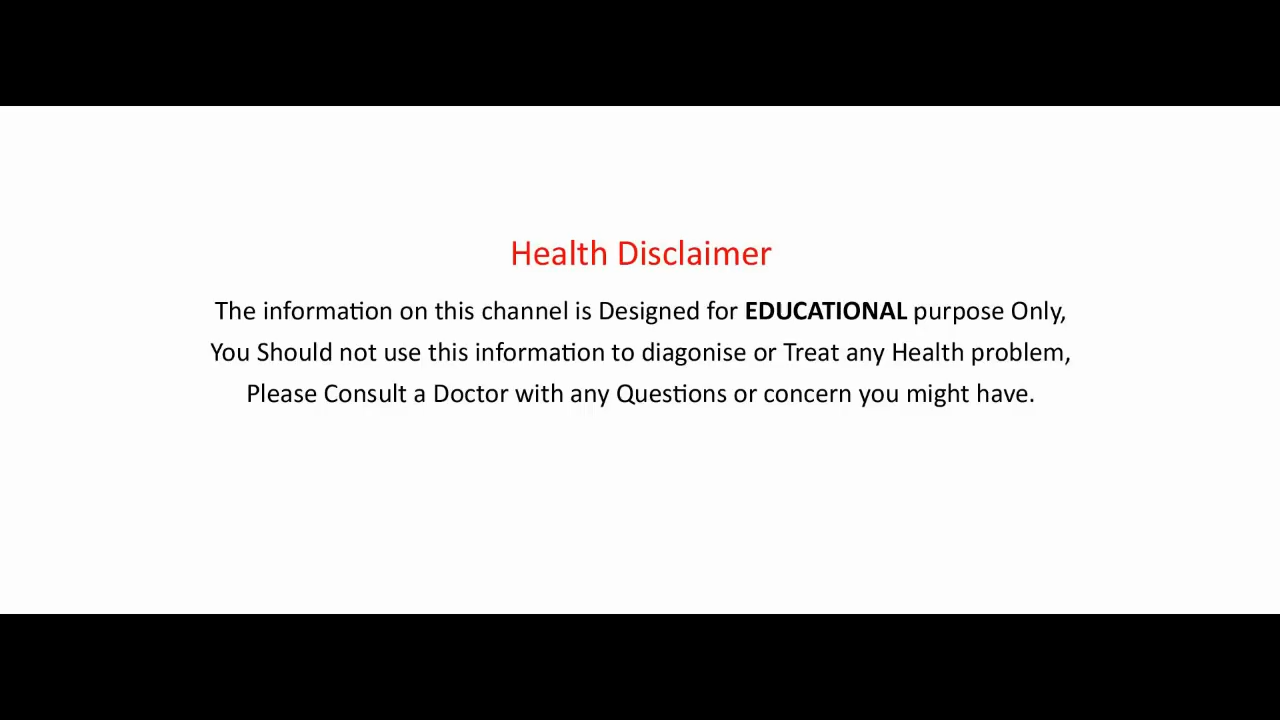 Health Disclaimer
The information on this channel is Designed for EDUCATIONAL purpose Only,
You Should not use this information to diagonise or Treat any Health problem,
Please Consult a Doctor with any Questions or concern you might have.